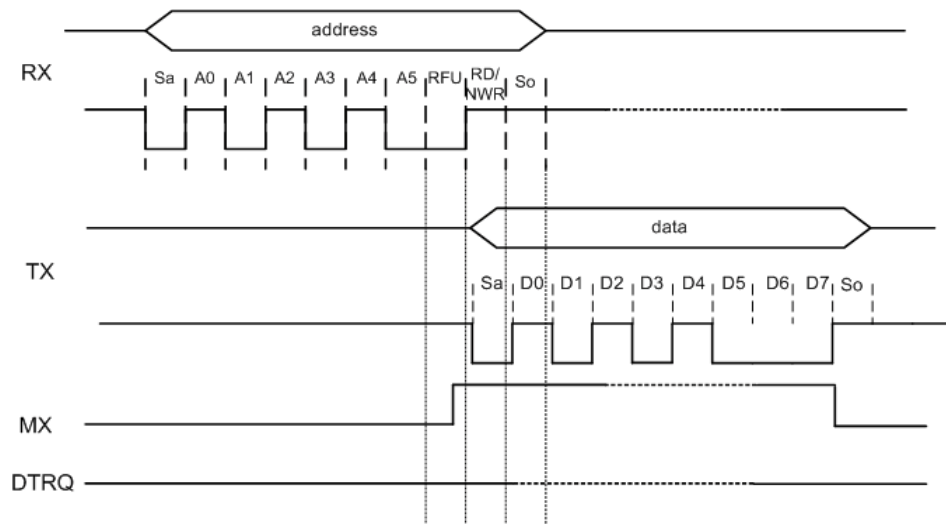 address
RX
Sa A0 A1 A2 A3 A4 A5 RFU RD/ So
NWR
data
TX
Sa D0 D1 D2 D3 D4 D5 D6 D7 So
MX
DTRQ